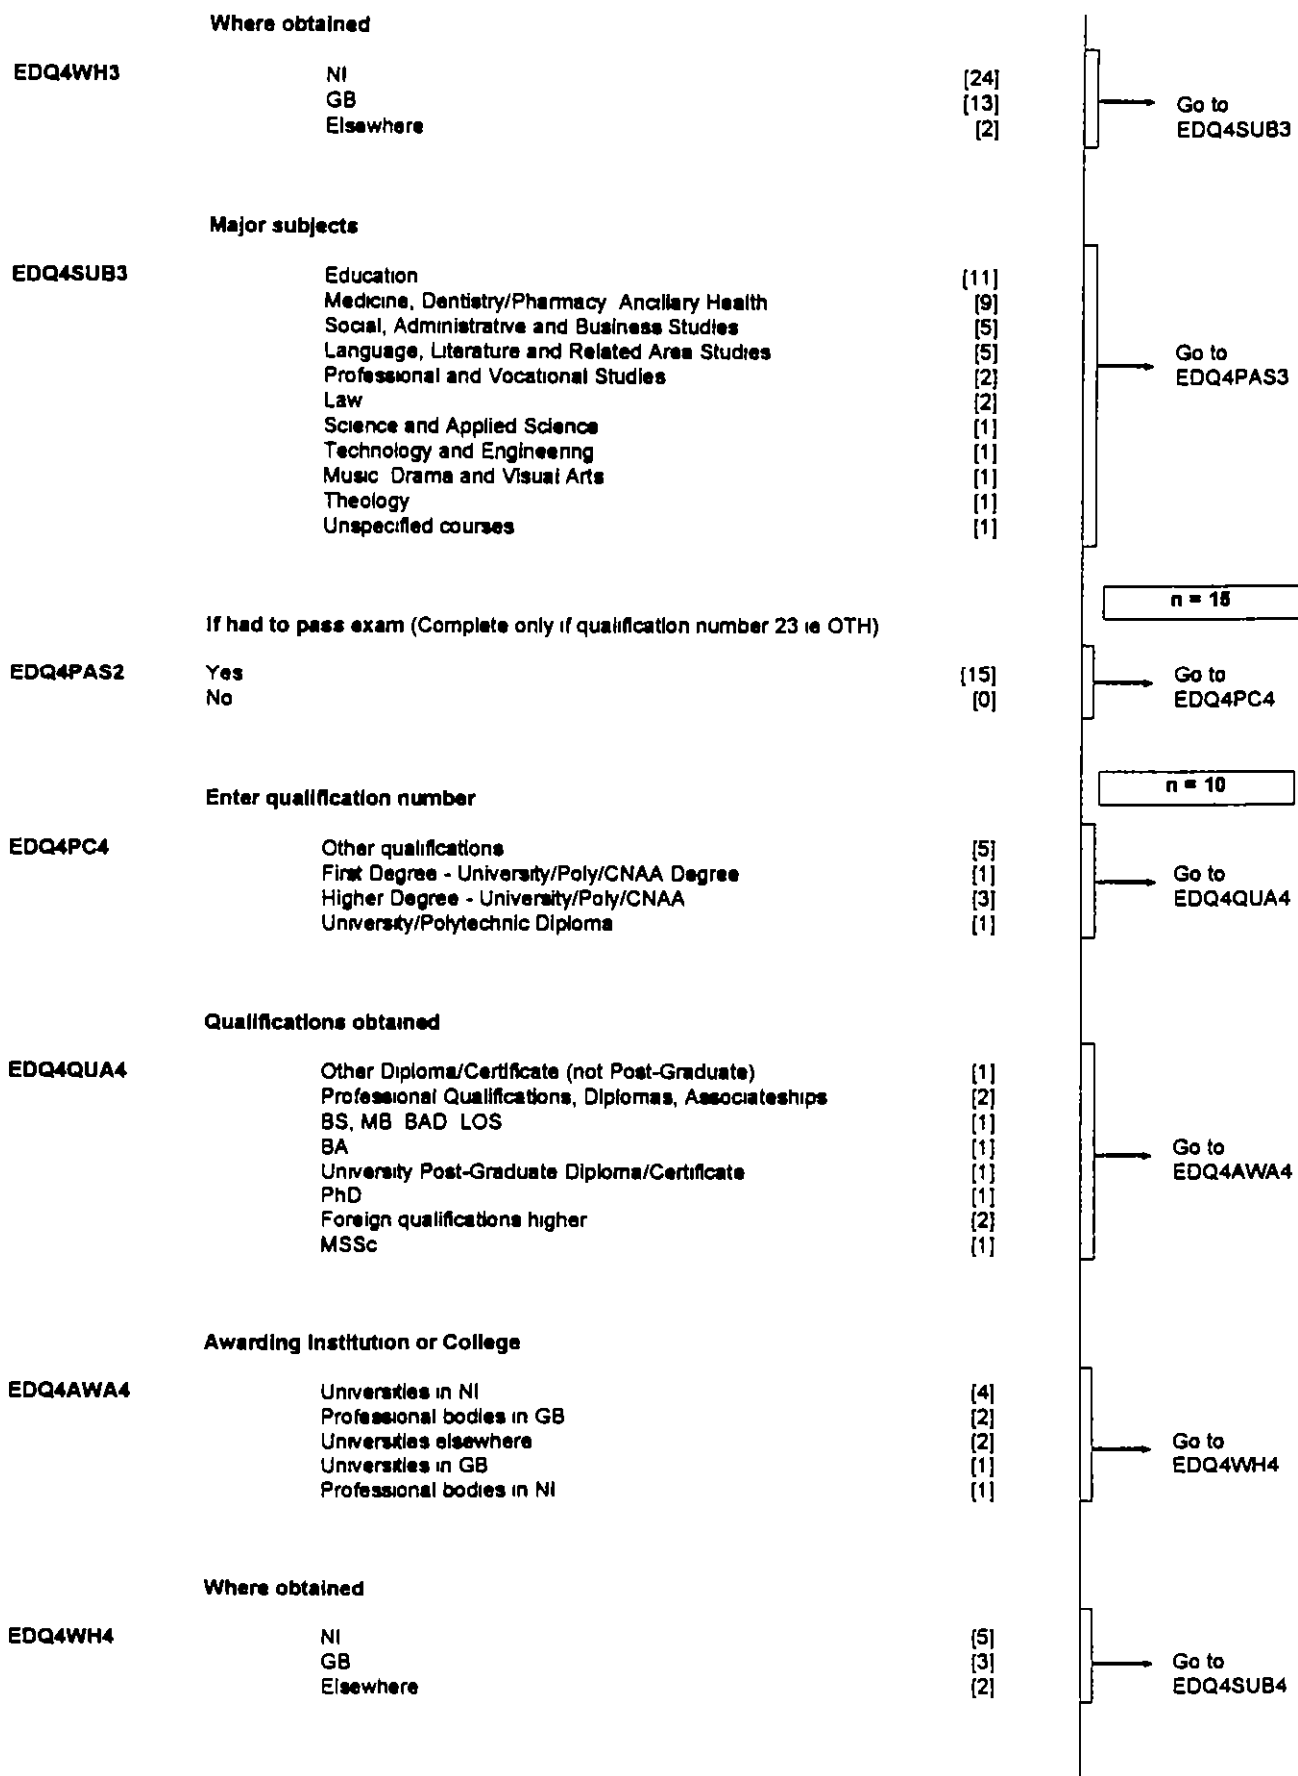 Where obtained
EDQ4WH3 NI [24]
GB [13] Go to
Elsewhere [2] EDQ4SUB3
Major subjects
EDQ4SUB3 Education [11]
Medicine, Dentistry/Pharmacy Ancillary Health [9]
Social, Administrative and Business Studies [5]
Language, Literature and Related Area Studies [5] Go to
Professional and Vocational Studies [2] EDQ4PAS3
Law [2]
Science and Applied Science [1]
Technology and Engineering [1]
Music Drama and Visual Arts [1]
Theology [1]
Unspecified courses [1]
n = 15
If had to pass exam (Complete only if qualification number 23 ie OTH)
EDQ4PAS2 Yes [15] Go to
No [0] EDQ4PC4
n = 10
Enter qualification number
EDQ4PC4 Other qualifications [5]
First Degree - University/Poly/CNAA Degree [1] Go to
Higher Degree - University/Poly/CNAA [3] EDQ4QUA4
University/Polytechnic Diploma [1]
Qualifications obtained
EDQ4QUA4 Other Diploma/Certificate (not Post-Graduate) [1]
Professional Qualifications, Diplomas, Associateships [2]
BS, MB BAD LOS [1]
BA [1] Go to
University Post-Graduate Diploma/Certificate [1] EDQ4AWA4
PhD [1]
Foreign qualifications higher [2]
MSSc [1]
Awarding Institution or College
EDQ4AWA4 Universities in NI [4]
Professional bodies in GB [2]
Universities elsewhere [2] Go to
Universities in GB [1] EDQ4WH4
Professional bodies in NI [1]
Where obtained
EDQ4WH4 NI [5]
GB [3] Go to
Elsewhere [2] EDQ4SUB4